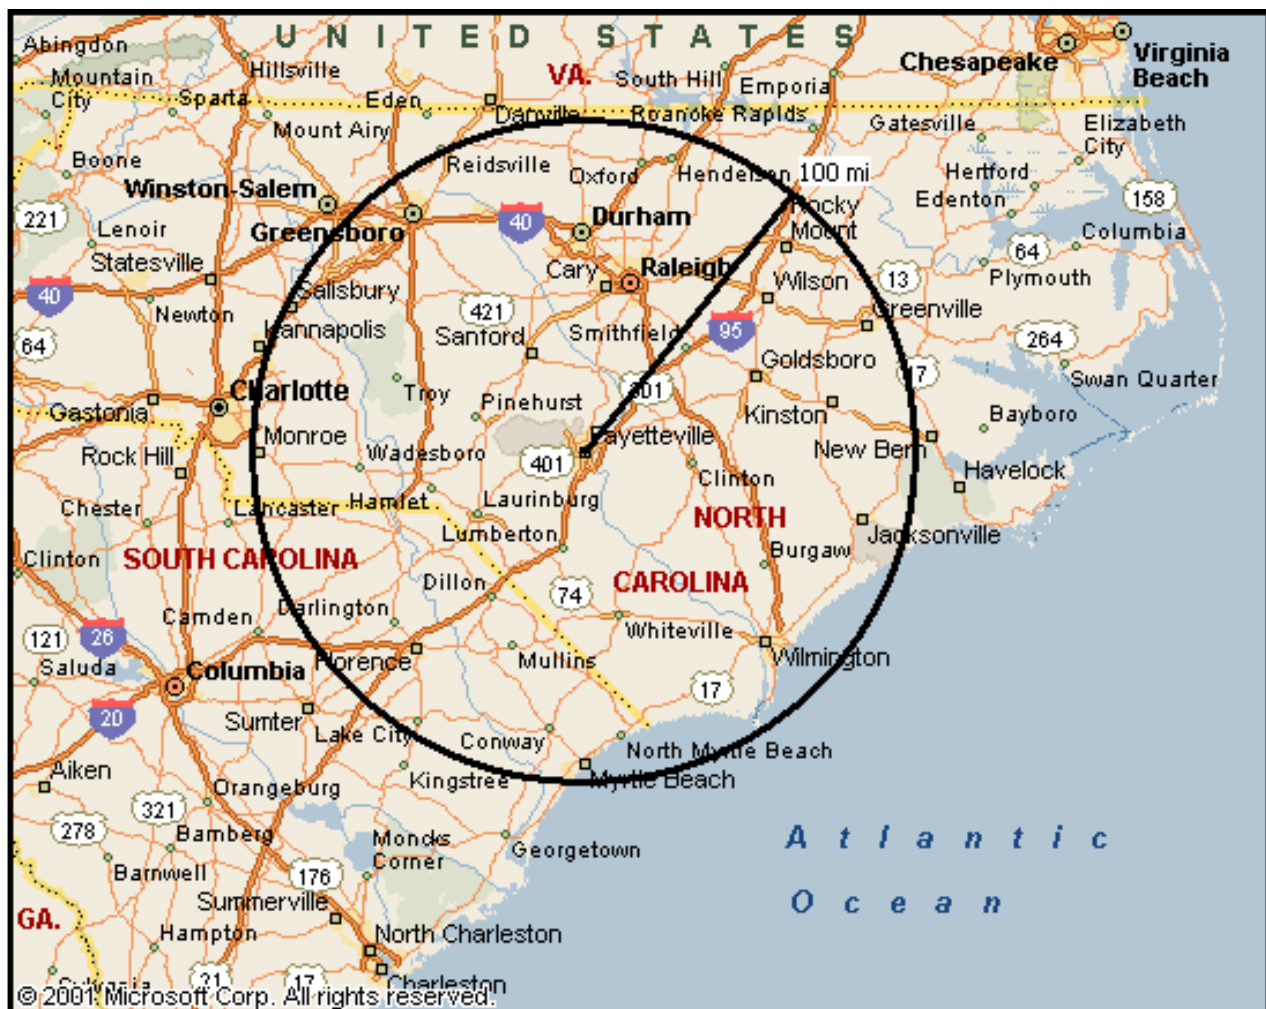 UNITED STATES
Abingdon
Hillsville
VA.
South Hill
Emporia
Chesapeake
Virginia
Beach
Mountain
City
Sparta
Eden
Danville
Roanoke Rapids
Mount Airy
Gatesville
Elizabeth
City
Boone
Reidsville
Oxford
Henderson
100 mi
Hertford
Winston-Salem
Edenton
158
221
Durham
Rocky
Mount
Lenoir
Greensboro
40
Columbia
64
Statesville
Cary
Raleigh
Wilson
13
Plymouth
40
Salisbury
Newton
421
Greenville
Kannapolis
Sanford
Smithfield
95
264
64
Goldsboro
17
Swan Quarter
Charlotte
Troy
301
Gastonia
Pinehurst
Kinston
Bayboro
Monroe
Fayetteville
New Bern
Rock Hill
Wadesboro
401
Clinton
Havelock
Chester
Lancaster
Hamlet
Laurinburg
NORTH
Lumberton
Jacksonville
Clinton
SOUTH CAROLINA
Burgaw
Dillon
CAROLINA
74
Camden
Darlington
121
26
Whiteville
Saluda
Columbia
Florence
Mullins
Wilmington
17
20
Sumter
Lake City
Conway
North Myrtle Beach
Aiken
Kingstree
Myrtle Beach
Orangeburg
321
278
Bamberg
Moncks
Corner
Georgetown
Atlantic
Barnwell
176
Summerville
Ocean
GA.
Hampton
North Charleston
Sylvania
21
17
Charleston
© 2001 Microsoft Corp. All rights reserved.